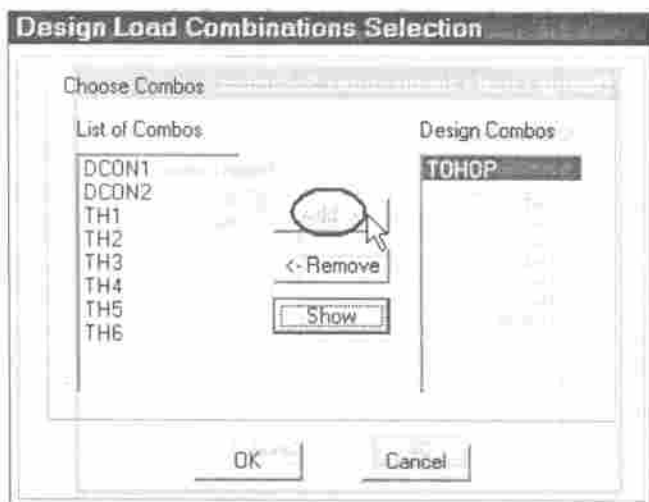 Design Load Combinations Selection
Choose Combos
List of Combos
Design Combos
DCON1
DCON2
TH1
TH2
TH3
TH4
TH5
TH6
Add
<- Remove
Show
TOHOP
OK
Cancel